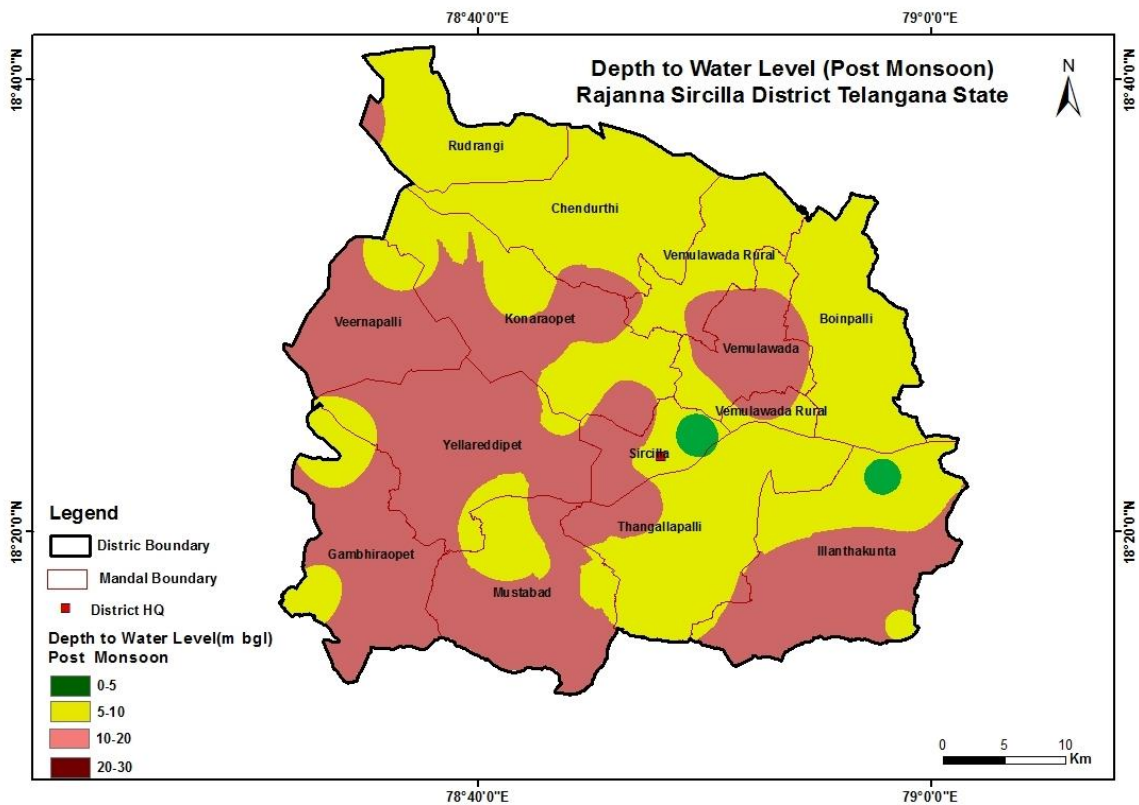 78°40'0"E
79°0'0"E
Depth to Water Level (Post Monsoon)
Rajanna Sircilla District Telangana State
N
18°40'0"N
18°40'0"N
Rudrangi
Chendurthi
Vemulawada Rural
Veernapalli
Konaraopet
Boinpalli
Vemulawada
Vemulawada Rural
Yellareddipet
Sircilla
Thangallapalli
Gambhiraopet
Illanthakunta
Mustabad
18°20'0"N
18°20'0"N
Legend
Distric Boundary
Mandal Boundary
District HQ
Depth to Water Level(m bgl)
Post Monsoon
0-5
5-10
10-20
20-30
0 5 10
Km
78°40'0"E
79°0'0"E